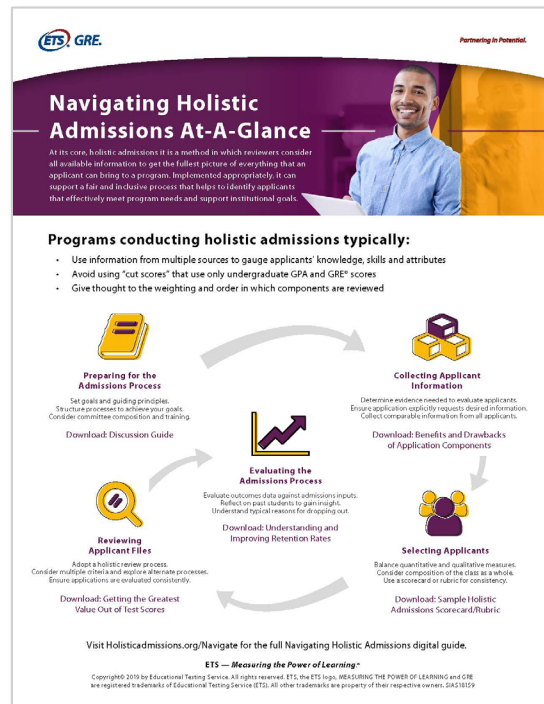 ETS GRE.
Partnering in Potential.
Navigating Holistic
Admissions At-A-Glance
At its core, holistic admissions it is a method in which reviewers consider
all available information to get the fullest picture of everything that an
applicant can bring to a program. Implemented appropriately, it can
support a fair and inclusive process that helps to identify applicants
that effectively meet program needs and support institutional goals.
Programs conducting holistic admissions typically:
• Use information from multiple sources to gauge applicants' knowledge, skills and attributes
• Avoid using "cut scores" that use only undergraduate GPA and GRE® scores
• Give thought to the weighting and order in which components are reviewed
Preparing for the
Admissions Process
Set goals and guiding principles.
Structure processes to achieve your goals.
Consider committee composition and training.
Download: Discussion Guide
Collecting Applicant
Information
Determine evidence needed to evaluate applicants.
Ensure application explicitly requests desired information.
Collect comparable information from all applicants.
Download: Benefits and Drawbacks
of Application Components
Evaluating the
Admissions Process
Evaluate outcomes data against admissions inputs.
Reflect on past students to gain insight.
Understand typical reasons for dropping out.
Download: Understanding and
Improving Retention Rates
Reviewing
Applicant Files
Adopt a holistic review process.
Consider multiple criteria and explore alternate processes.
Ensure applications are evaluated consistently.
Download: Getting the Greatest
Value Out of Test Scores
Selecting Applicants
Balance quantitative and qualitative measures.
Consider composition of the class as a whole.
Use a scorecard or rubric for consistency.
Download: Sample Holistic
Admissions Scorecard/Rubric
Visit Holisticadmissions.org/Navigate for the full Navigating Holistic Admissions digital guide.
ETS — Measuring the Power of Learning.®
Copyright© 2019 by Educational Testing Service. All rights reserved. ETS, the ETS logo, MEASURING THE POWER OF LEARNING and GRE
are registered trademarks of Educational Testing Service (ETS). All other trademarks are property of their respective owners. SIAS18159